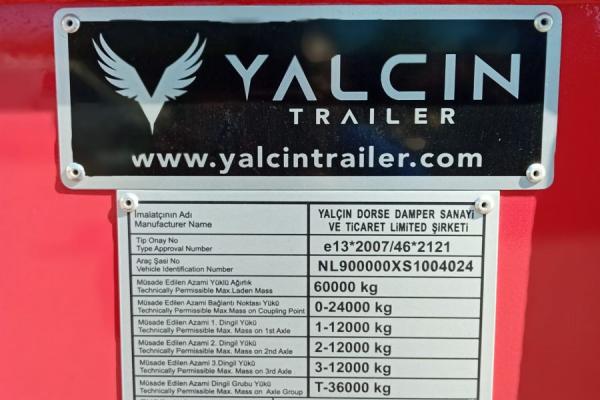 YALCIN
TRAILER
www.yalcintrailer.com
İmalatçının Adı
Manufacturer Name
YALÇIN DORSE DAMPER SANAYİ
VE TİCARET LİMİTED ŞİRKETİ
Tip Onay No
Type Approval Number
e13*2007/46*2121
Araç Şasi No
Vehicle Identification Number
NL900000XS1004024
Müsade Edilen Azami Yüklü Ağırlık
Technically Permissible Max.Laden Mass
60000 kg
Müsade Edilen Azami Bağlantı Noktası Yükü
Technically Permissible Max.Mass on Coupling Point
0-24000 kg
Müsade Edilen Azami 1. Dingil Yükü
Technically Permissible Max. Mass on 1st Axle
1-12000 kg
Müsade Edilen Azami 2. Dingil Yükü
Technically Permissible Max. Mass on 2nd Axle
2-12000 kg
Müsade Edilen Azami 3.Dingil Yükü
Technically Permissible Max. Mass on 3rd Axle
3-12000 kg
Müsade Edilen Azami Dingil Grubu Yükü
Technically Permissible Max. Mass on Axle Group
T-36000 kg